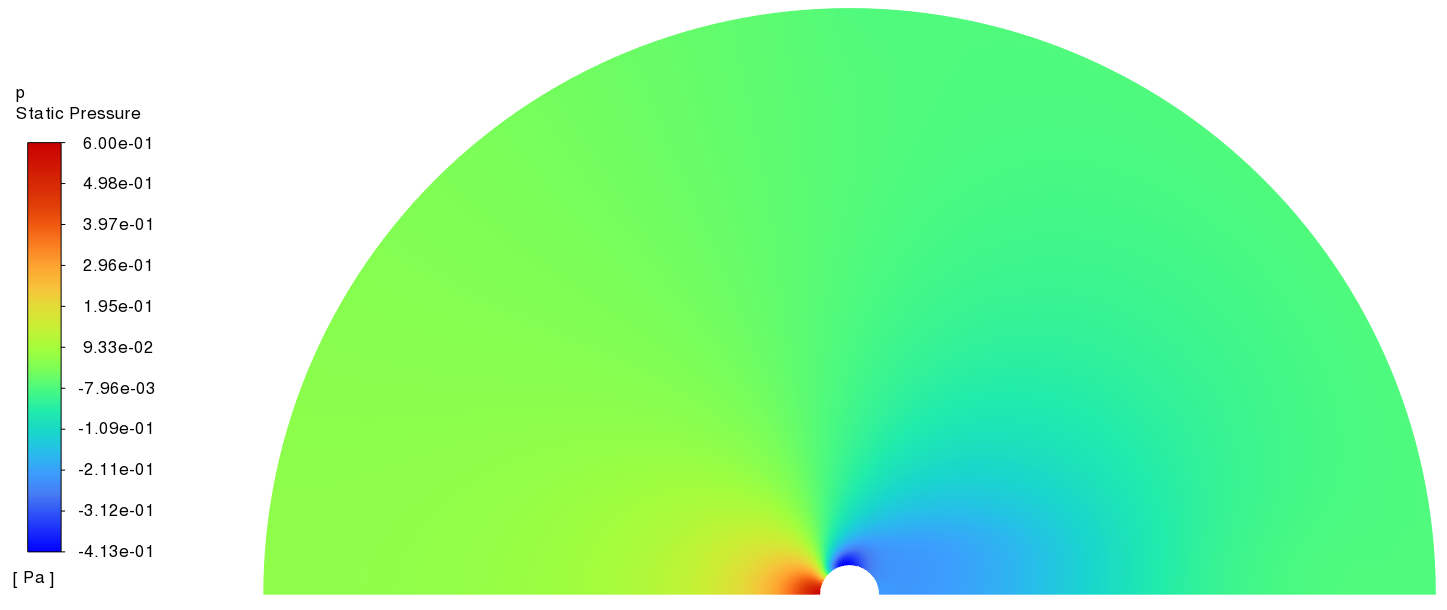 p
Static Pressure
6.00e-01
4.98e-01
3.97e-01
2.96e-01
1.95e-01
9.33e-02
-7.96e-03
-1.09e-01
-2.11e-01
-3.12e-01
-4.13e-01
[ Pa ]